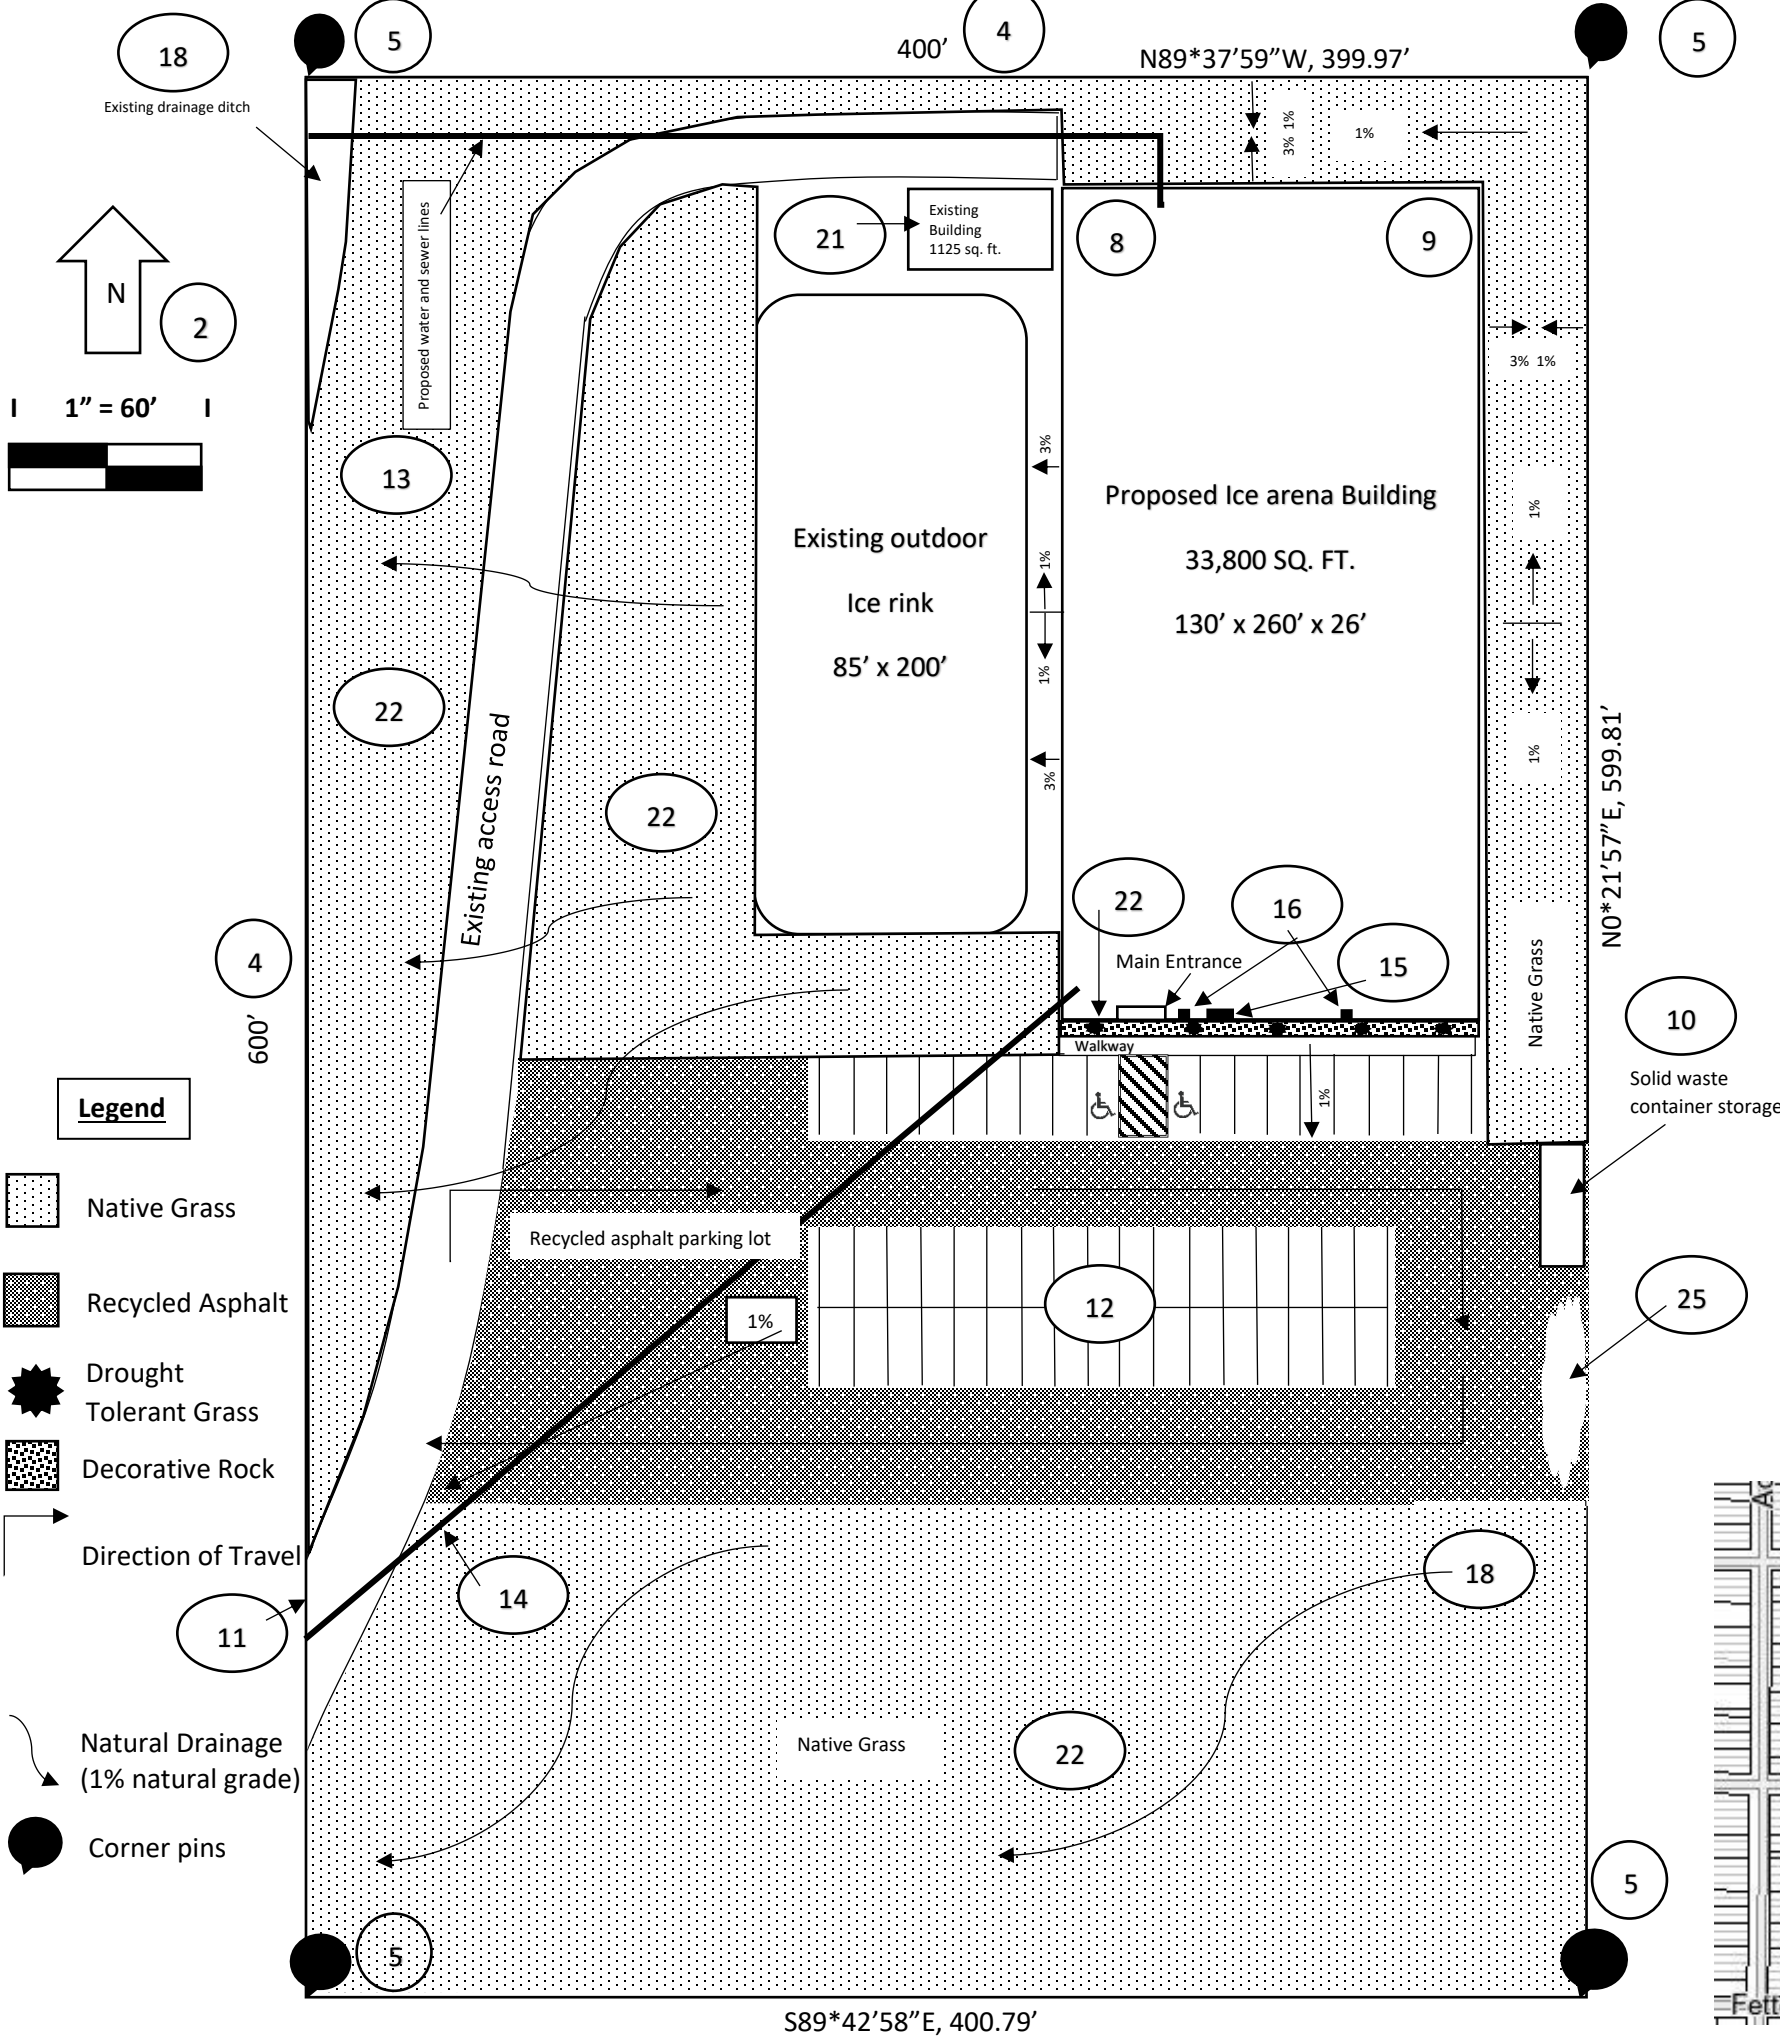 18
5
400’
4
N89*37’59”W, 399.97’
5
Existing drainage ditch
3% 1%
1%
Proposed water and sewer lines
21
Existing
Building
1125 sq. ft.
8
9
N
2
1” = 60’
3% 1%
13
3%
Proposed Ice arena Building
33,800 SQ. FT.
130’ x 260’ x 26’
1%
Existing outdoor
Ice rink
85’ x 200’
1%
1%
22
Existing access road
22
3%
1%
N0*21’57”E, 599.81’
22
16
15
Main Entrance
Native Grass
4
600’
10
Solid waste
container storage
Walkway
1%
Legend
Native Grass
Recycled asphalt parking lot
12
25
1%
Recycled Asphalt
Drought
Tolerant Grass
Decorative Rock
Direction of Travel
14
18
11
Natural Drainage
(1% natural grade)
Native Grass
22
Corner pins
5
5
S89*42’58”E, 400.79’
Fett